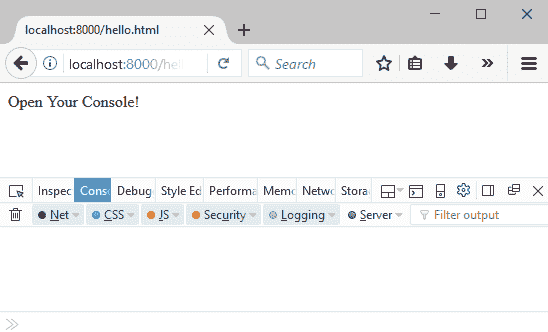 localhost:8000/hello.html
localhost:8000/hel
Search
Open Your Console!
Inspec Conso Debug Style Ed Performa Memo Netwo Stora
Net CSS JS Security Logging Server Filter output